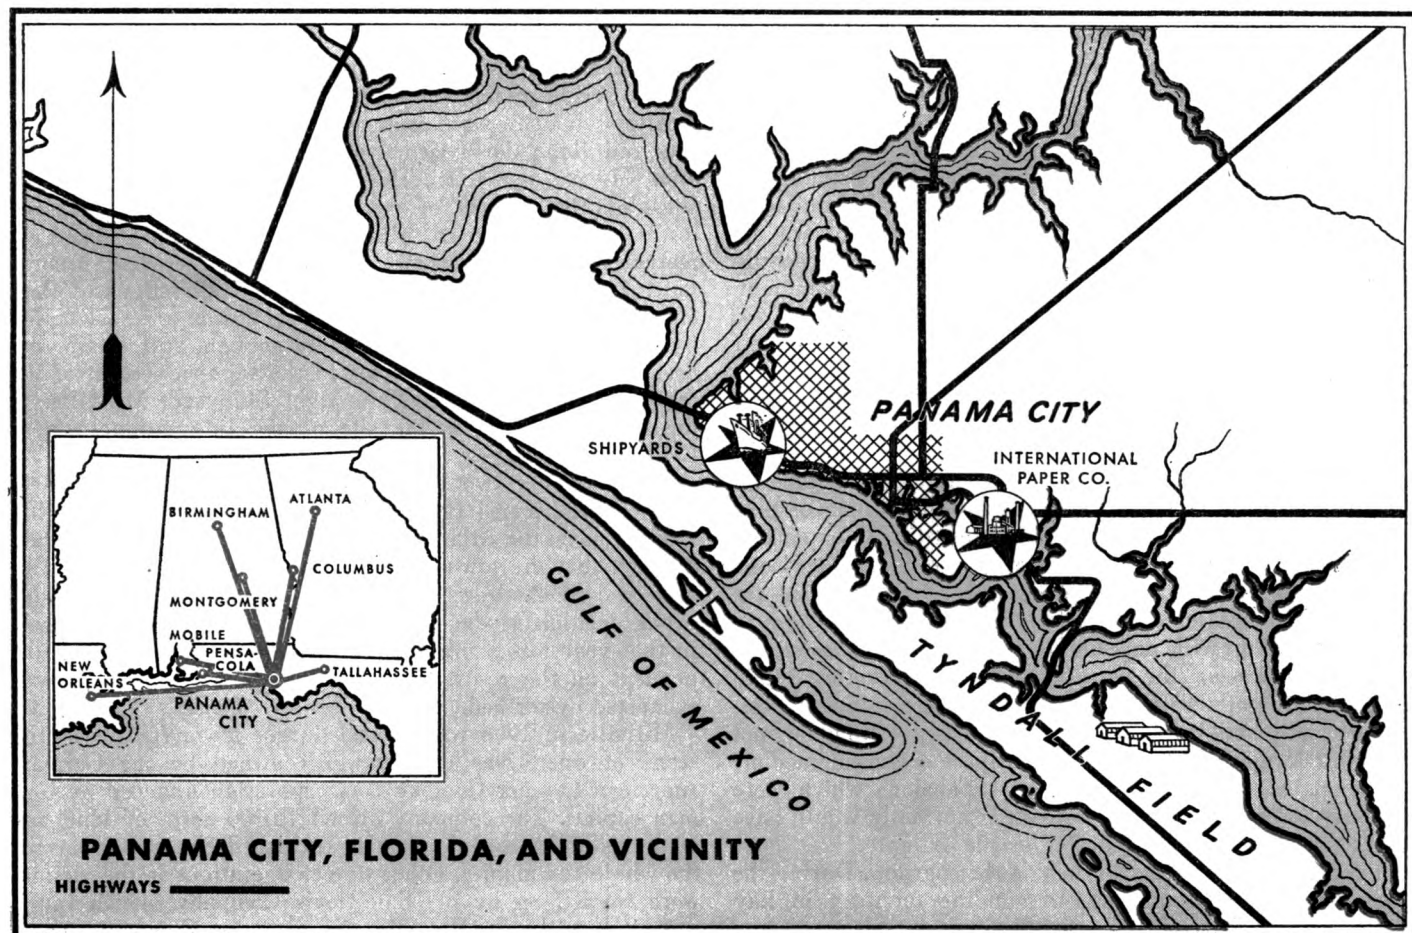 PANAMA CITY
SHIPYARDS
INTERNATIONAL
PAPER CO.
GULF OF MEXICO
TYNDALL FIELD
BIRMINGHAM
ATLANTA
COLUMBUS
MONTGOMERY
MOBILE
PENSA-
COLA
NEW
ORLEANS
TALLAHASSEE
PANAMA
CITY
PANAMA CITY, FLORIDA, AND VICINITY
HIGHWAYS